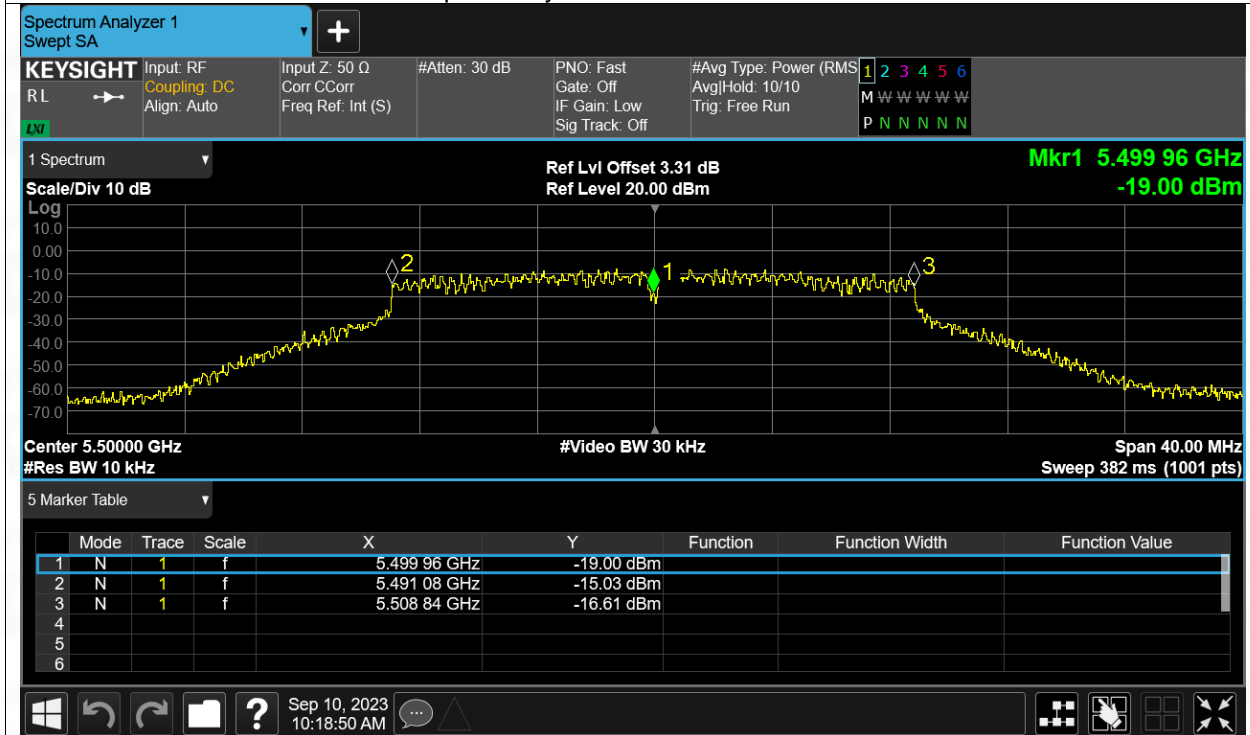 Spectrum Analyzer 1
Swept SA
KEYSIGHT
RL
LXI
Input: RF
Coupling: DC
Align: Auto
Input Z: 50 Ω
Corr CCorr
Freq Ref: Int (S)
#Atten: 30 dB
PNO: Fast
Gate: Off
IF Gain: Low
Sig Track: Off
#Avg Type: Power (RMS
Avg|Hold: 10/10
Trig: Free Run
1 2 3 4 5 6
M W W W W W
P N N N N N
1 Spectrum
Scale/Div 10 dB
Ref Lvl Offset 3.31 dB
Ref Level 20.00 dBm
Mkr1 5.499 96 GHz
-19.00 dBm
Log
10.0
0.00
-10.0
-20.0
-30.0
-40.0
-50.0
-60.0
-70.0
2
1
3
Center 5.50000 GHz
#Video BW 30 kHz
Span 40.00 MHz
#Res BW 10 kHz
Sweep 382 ms (1001 pts)
5 Marker Table
Mode Trace Scale X Y Function Function Width Function Value
1 N 1 f 5.499 96 GHz -19.00 dBm
2 N 1 f 5.491 08 GHz -15.03 dBm
3 N 1 f 5.508 84 GHz -16.61 dBm
4
5
6
?
Sep 10, 2023
10:18:50 AM